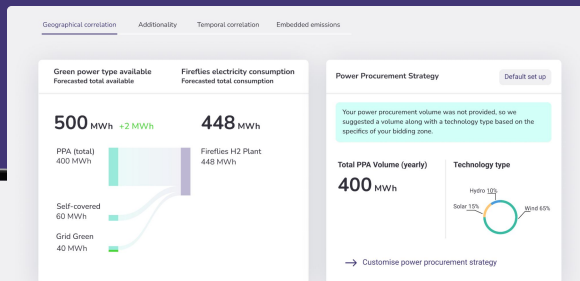 Geographical correlation Additionality Temporal correlation Embedded emissions
Green power type available
Forecasted total available
Fireflies electricity consumption
Forecasted total consumption
500 MWh +2 MWh
448 MWh
PPA (total)
400 MWh
Fireflies H2 Plant
448 MWh
Self-covered
60 MWh
Grid Green
40 MWh
Power Procurement Strategy
Default set up
Your power procurement volume was not provided, so we
suggested a volume along with a technology type based on the
specifics of your bidding zone.
Total PPA Volume (yearly)
400 MWh
Technology type
Hydro 10%
Solar 15%
Wind 65%
→ Customise power procurement strategy